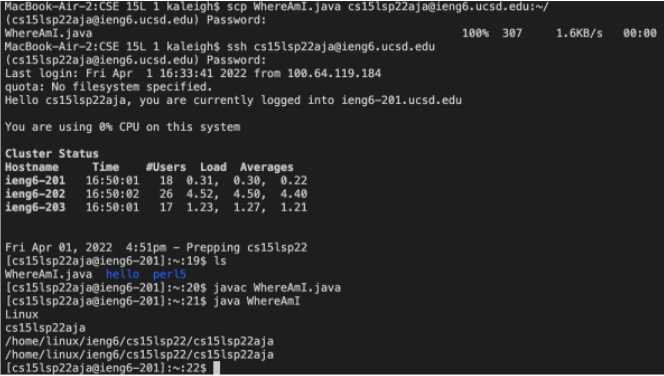 MacBook-Air-2:CSE 15L 1 kaleigh$ scp WhereAmI.java cs15lsp22aja@ieng6.ucsd.edu:~/
(cs15lsp22aja@ieng6.ucsd.edu) Password:
WhereAmI.java 100% 307 1.6KB/s 00:00
MacBook-Air-2:CSE 15L 1 kaleigh$ ssh cs15lsp22aja@ieng6.ucsd.edu
(cs15lsp22aja@ieng6.ucsd.edu) Password:
Last login: Fri Apr  1 16:33:41 2022 from 100.64.119.184
quota: No filesystem specified.
Hello cs15lsp22aja, you are currently logged into ieng6-201.ucsd.edu
You are using 0% CPU on this system
Cluster Status
Hostname Time #Users Load Averages
ieng6-201 16:50:01 18 0.31, 0.30, 0.22
ieng6-202 16:50:02 26 4.52, 4.50, 4.40
ieng6-203 16:50:01 17 1.23, 1.27, 1.21
Fri Apr 01, 2022  4:51pm - Prepping cs15lsp22
[cs15lsp22aja@ieng6-201]:~:19$ ls
WhereAmI.java hello perl5
[cs15lsp22aja@ieng6-201]:~:20$ javac WhereAmI.java
[cs15lsp22aja@ieng6-201]:~:21$ java WhereAmI
Linux
cs15lsp22aja
/home/linux/ieng6/cs15lsp22/cs15lsp22aja
/home/linux/ieng6/cs15lsp22/cs15lsp22aja
[cs15lsp22aja@ieng6-201]:~:22$